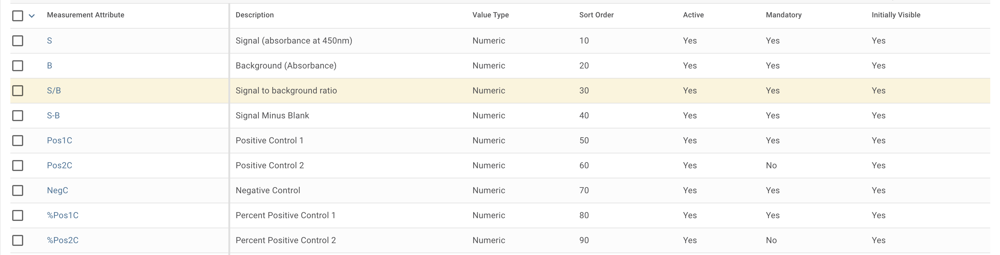 Measurement Attribute Description Value Type Sort Order Active Mandatory Initially Visible
S Signal (absorbance at 450nm) Numeric 10 Yes Yes Yes
B Background (Absorbance) Numeric 20 Yes Yes Yes
S/B Signal to background ratio Numeric 30 Yes Yes Yes
S-B Signal Minus Blank Numeric 40 Yes Yes Yes
Pos1C Positive Control 1 Numeric 50 Yes Yes Yes
Pos2C Positive Control 2 Numeric 60 Yes No Yes
NegC Negative Control Numeric 70 Yes Yes Yes
%Pos1C Percent Positive Control 1 Numeric 80 Yes Yes Yes
%Pos2C Percent Positive Control 2 Numeric 90 Yes No Yes